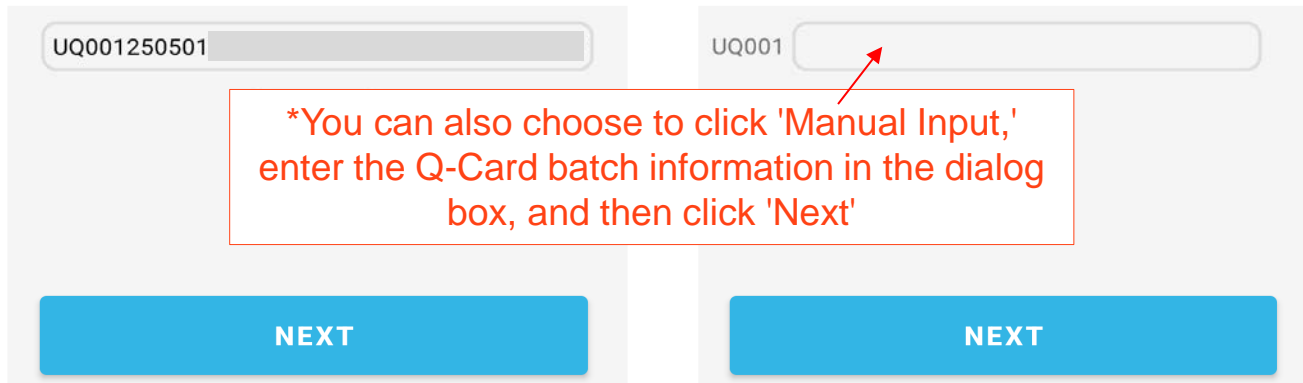 UQ001250501
UQ001
*You can also choose to click 'Manual Input,'
enter the Q-Card batch information in the dialog
box, and then click 'Next'
NEXT
NEXT